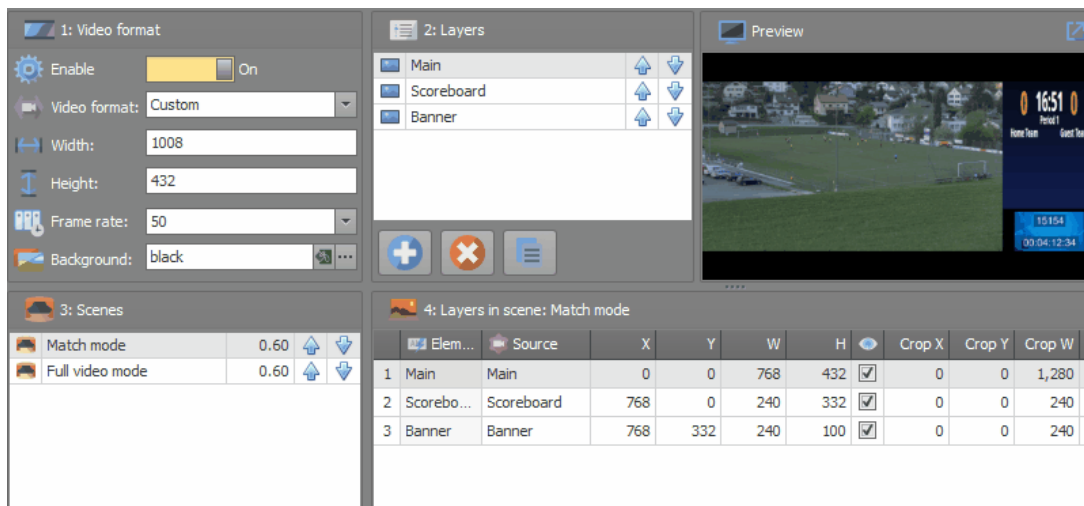 1: Video format
Enable
On
Video format:
Custom
Width:
1008
Height:
432
Frame rate:
50
Background:
black
2: Layers
Main
Scoreboard
Banner
Preview
0 16:51 0
Period 1
Home Team Guest Tea
15154
00:04:12:34
3: Scenes
Match mode 0.60
Full video mode 0.60
4: Layers in scene: Match mode
Elem... Source X Y W H Crop X Crop Y Crop W
1 Main Main 0 0 768 432 0 0 1,280
2 Scorebo... Scoreboard 768 0 240 332 0 0 240
3 Banner Banner 768 332 240 100 0 0 240